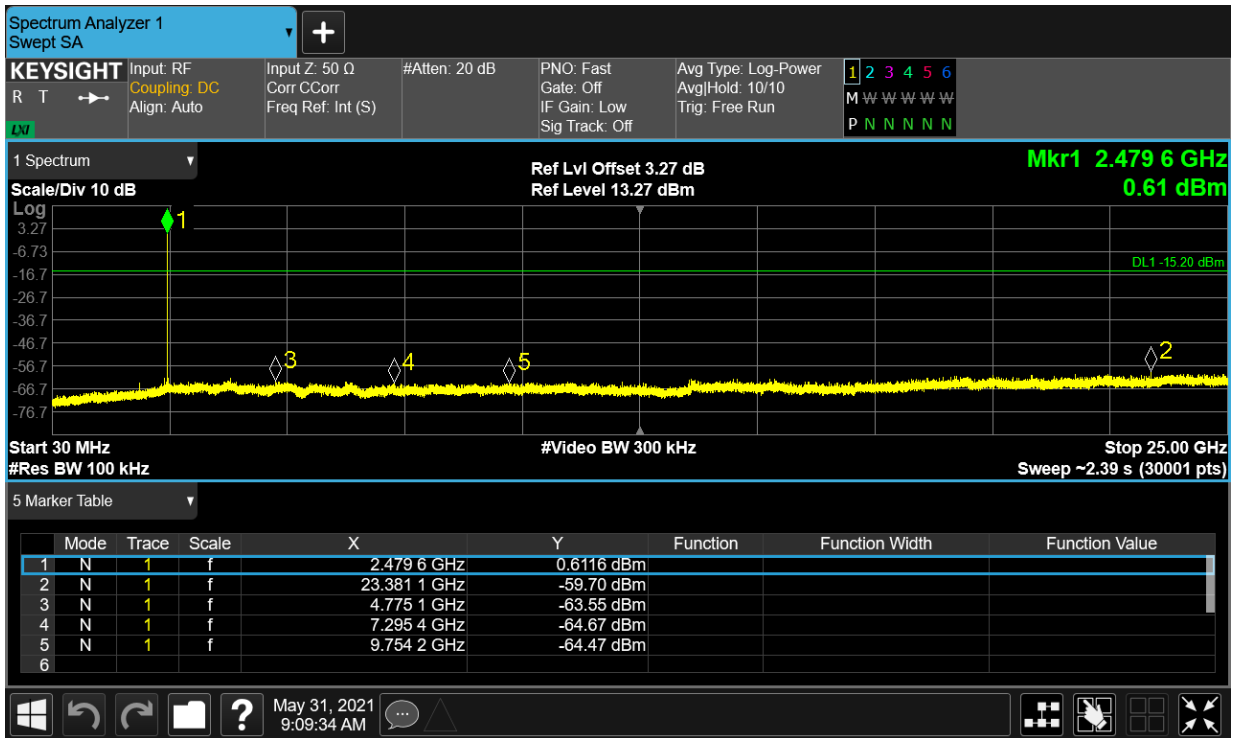 Spectrum Analyzer 1
Swept SA
KEYSIGHT
R T
LXI
Input: RF
Coupling: DC
Align: Auto
Input Z: 50 Ω
Corr CCorr
Freq Ref: Int (S)
#Atten: 20 dB
PNO: Fast
Gate: Off
IF Gain: Low
Sig Track: Off
Avg Type: Log-Power
Avg|Hold: 10/10
Trig: Free Run
1 2 3 4 5 6
M W W W W W
P N N N N N
1 Spectrum
Scale/Div 10 dB
Ref Lvl Offset 3.27 dB
Ref Level 13.27 dBm
Mkr1 2.479 6 GHz
0.61 dBm
Log
3.27
-6.73
-16.7
-26.7
-36.7
-46.7
-56.7
-66.7
-76.7
1
DL1 -15.20 dBm
3
4
5
2
Start 30 MHz
#Video BW 300 kHz
Stop 25.00 GHz
#Res BW 100 kHz
Sweep ~2.39 s (30001 pts)
5 Marker Table
Mode Trace Scale X Y Function Function Width Function Value
1 N 1 f 2.479 6 GHz 0.6116 dBm
2 N 1 f 23.381 1 GHz -59.70 dBm
3 N 1 f 4.775 1 GHz -63.55 dBm
4 N 1 f 7.295 4 GHz -64.67 dBm
5 N 1 f 9.754 2 GHz -64.47 dBm
6
?
May 31, 2021
9:09:34 AM